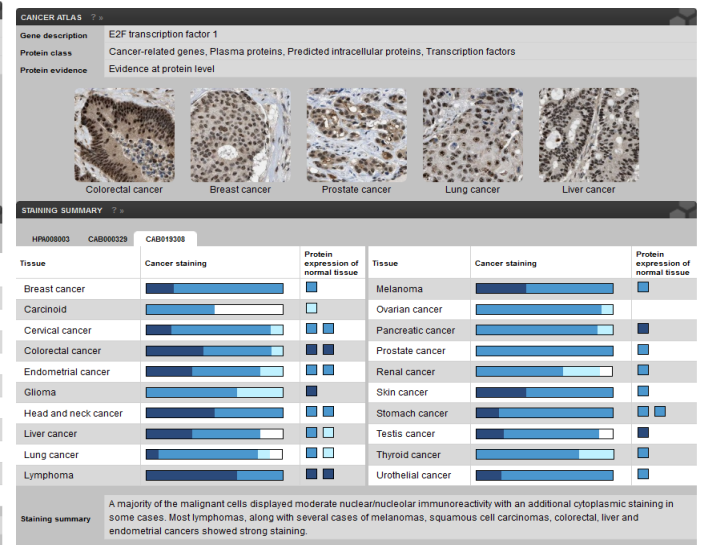 CANCER ATLAS ? »
Gene description E2F transcription factor 1
Protein class Cancer-related genes, Plasma proteins, Predicted intracellular proteins, Transcription factors
Protein evidence Evidence at protein level
Colorectal cancer Breast cancer Prostate cancer Lung cancer Liver cancer
STAINING SUMMARY ? »
HPA008003 CAB000329 CAB019308
Tissue Cancer staining Protein expression of normal tissue Tissue Cancer staining Protein expression of normal tissue
Breast cancer Melanoma
Carcinoid Ovarian cancer
Cervical cancer Pancreatic cancer
Colorectal cancer Prostate cancer
Endometrial cancer Renal cancer
Glioma Skin cancer
Head and neck cancer Stomach cancer
Liver cancer Testis cancer
Lung cancer Thyroid cancer
Lymphoma Urothelial cancer
Staining summary
A majority of the malignant cells displayed moderate nuclear/nucleolar immunoreactivity with an additional cytoplasmic staining in
some cases. Most lymphomas, along with several cases of melanomas, squamous cell carcinomas, colorectal, liver and
endometrial cancers showed strong staining.